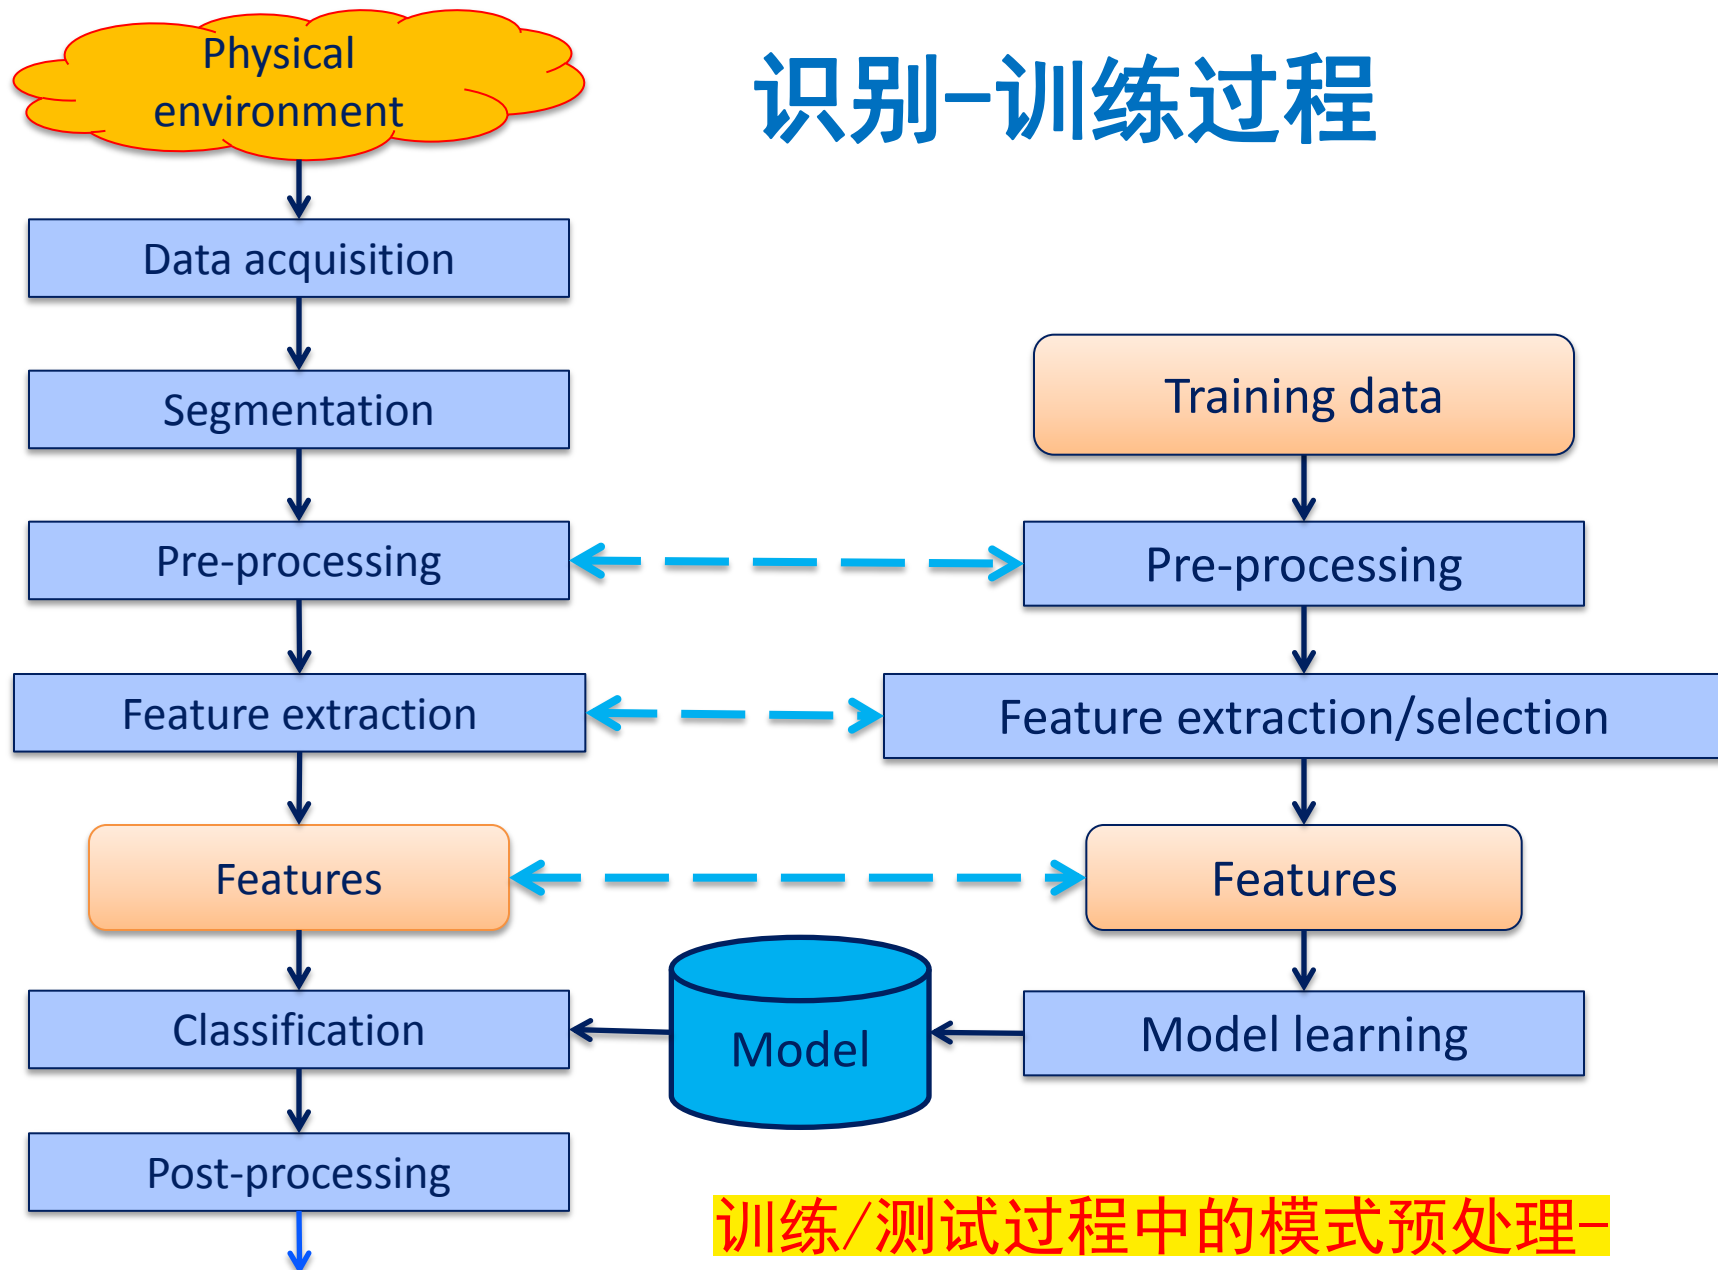 识别-训练过程
Physical
environment
Data acquisition
Segmentation
Pre-processing
Feature extraction
Features
Classification
Post-processing
Training data
Pre-processing
Feature extraction/selection
Features
Model learning
Model
训练/测试过程中的模式预处理-